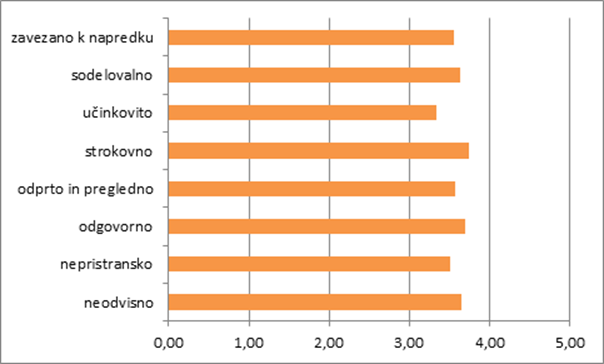 zavezano k napredku
sodelovalno
učinkovito
strokovno
odprto in pregledno
odgovorno
nepristransko
neodvisno
0,00 1,00 2,00 3,00 4,00 5,00